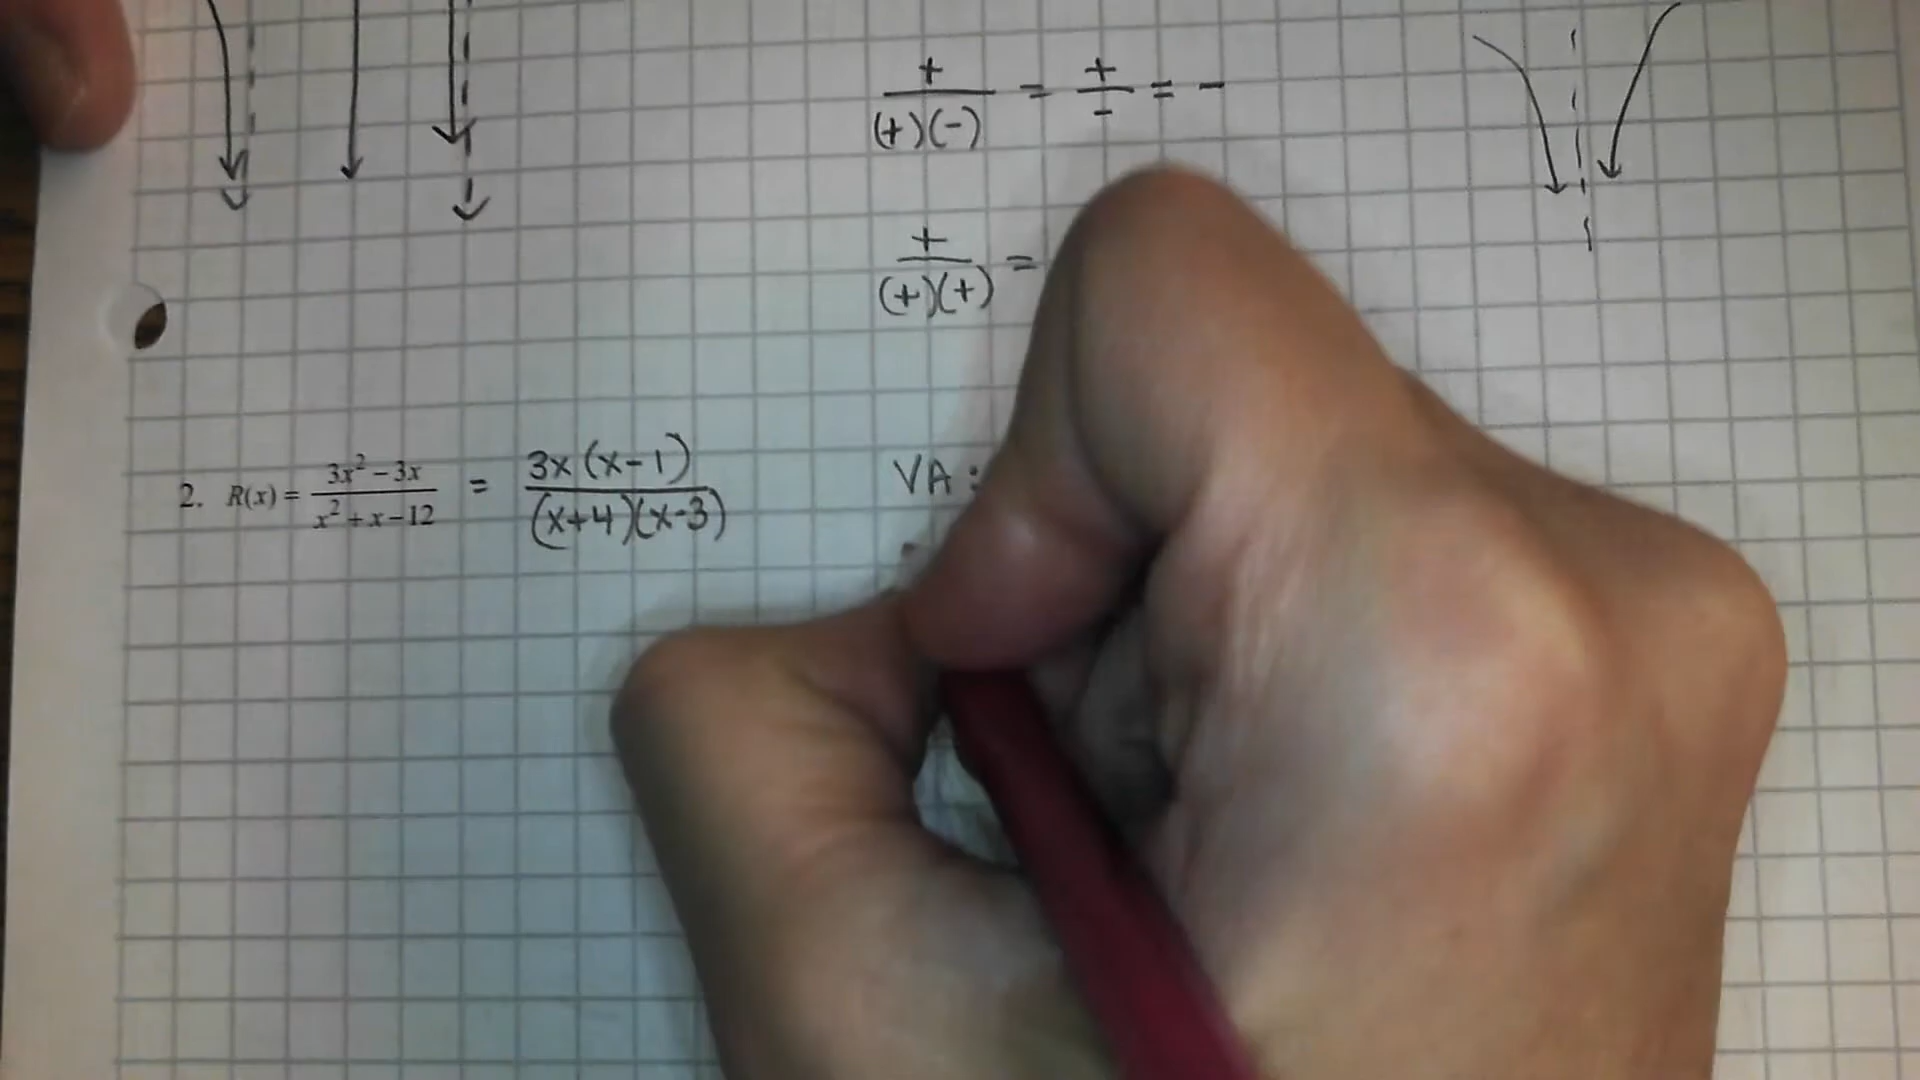 +/(+)(-) = +/- = -
+/(+)(+) =
2. R(x) = 3x² − 3x / x² + x − 12 = 3x(x-1) / (x+4)(x-3)
VA: